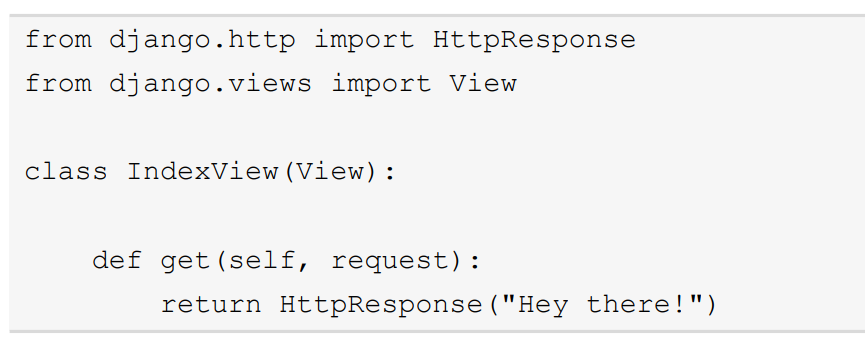 from django.http import HttpResponse
from django.views import View

class IndexView(View):

    def get(self, request):
        return HttpResponse("Hey there!")